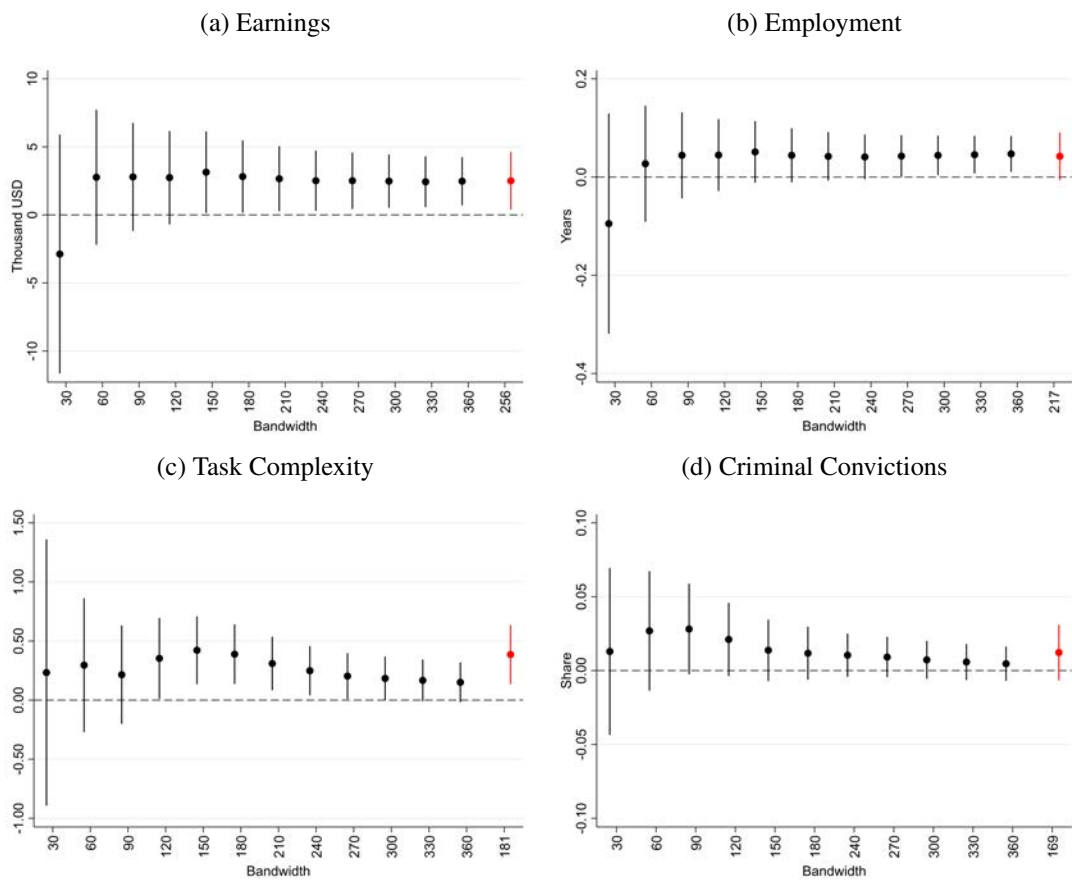 (a) Earnings
Thousand USD
10
5
0
-5
-10
30 60 90 120 150 180 210 240 270 300 330 360 256
Bandwidth
(b) Employment
Years
0.2
0.0
-0.2
-0.4
30 60 90 120 150 180 210 240 270 300 330 360 217
Bandwidth
(c) Task Complexity
1.50
1.00
0.50
0.00
-0.50
-1.00
30 60 90 120 150 180 210 240 270 300 330 360 181
Bandwidth
(d) Criminal Convictions
Share
0.10
0.05
0.00
-0.05
-0.10
30 60 90 120 150 180 210 240 270 300 330 360 169
Bandwidth